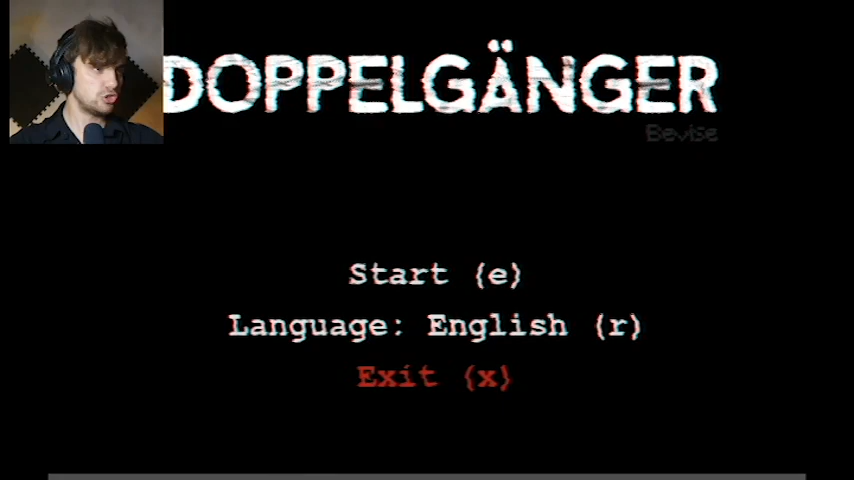 DOPPELGÄNGER
Bevise
Start (e)
Language: English (r)
Exit (x)